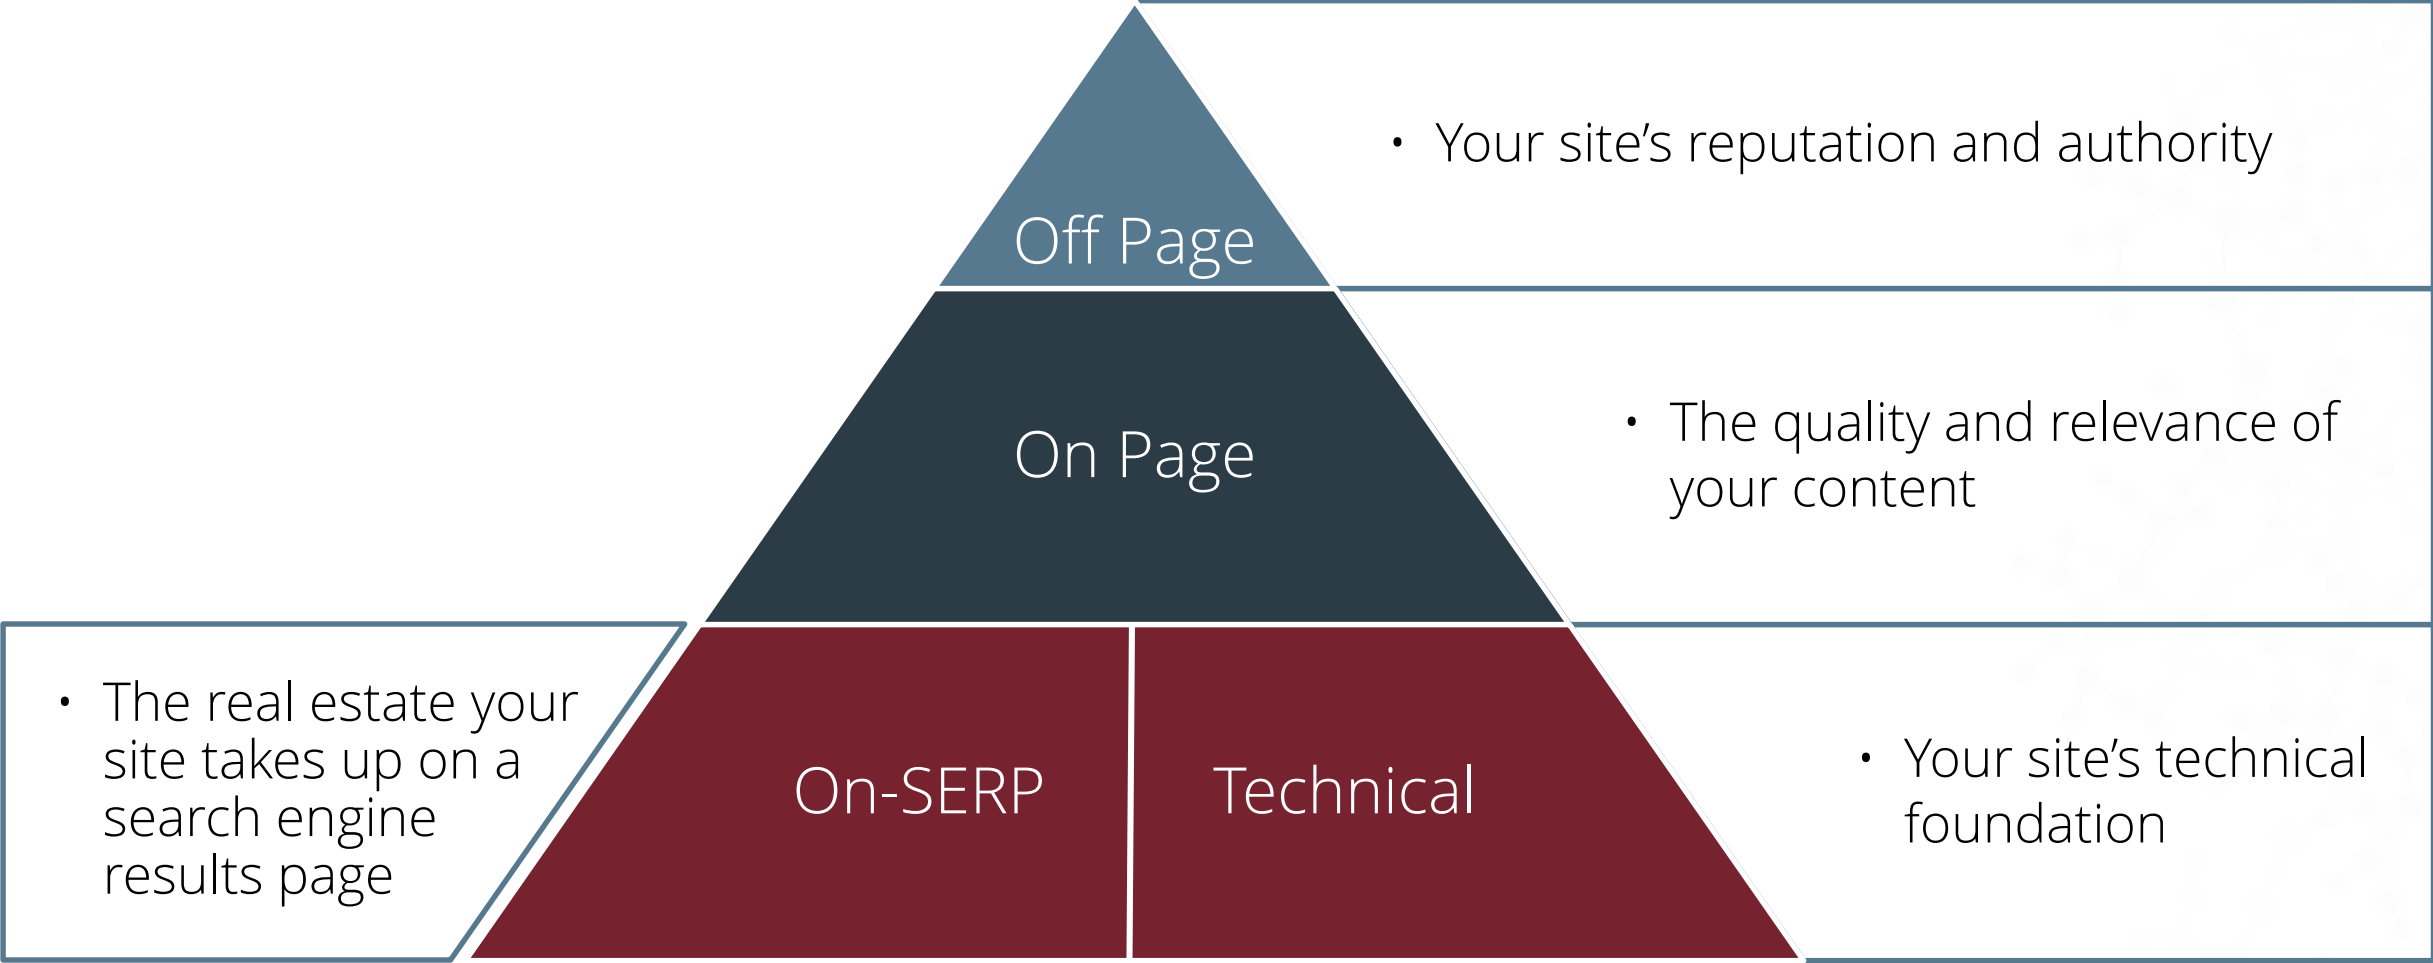 Off Page
• Your site’s reputation and authority
On Page
• The quality and relevance of
your content
• The real estate your
site takes up on a
search engine
results page
On-SERP
Technical
• Your site’s technical
foundation